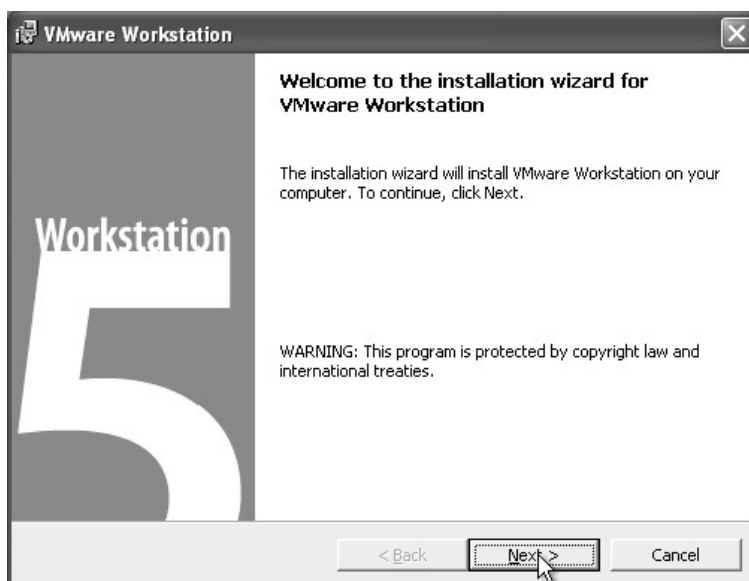 VMware Workstation
Welcome to the installation wizard for
VMware Workstation
The installation wizard will install VMware Workstation on your
computer. To continue, click Next.
Workstation
5
WARNING: This program is protected by copyright law and
international treaties.
< Back
Next >
Cancel